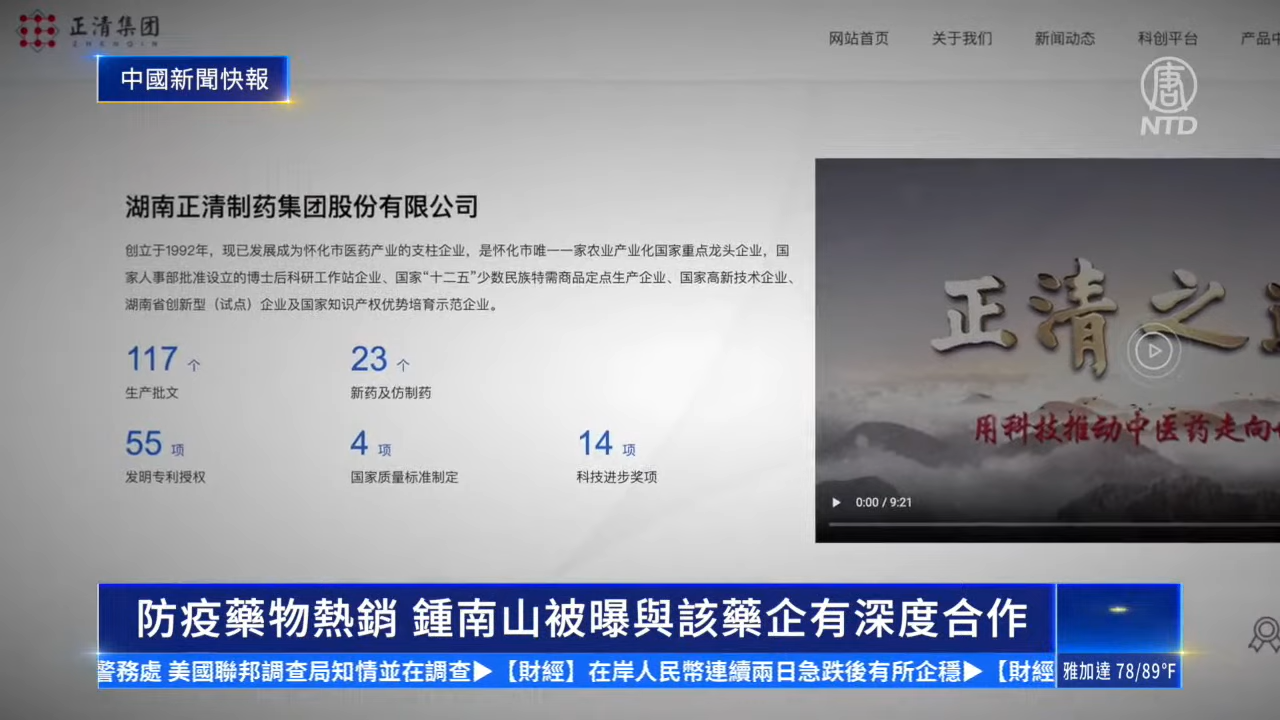 正清集团
ZHENQIN
网站首页 关于我们 新闻动态 科创平台 产品中
中國新聞快報
唐
NTD
湖南正清制药集团股份有限公司
创立于1992年，现已发展成为怀化市医药产业的支柱企业，是怀化市唯一一家农业产业化国家重点龙头企业，国
家人事部批准设立的博士后科研工作站企业、国家“十二五”少数民族特需商品定点生产企业、国家高新技术企业、
湖南省创新型（试点）企业及国家知识产权优势培育示范企业。
117 个
23 个
生产批文
新药及仿制药
55 项
4 项
14 项
发明专利授权
国家质量标准制定
科技进步奖项
正清之
用科技推动中医药走向
0:00 / 9:21
防疫藥物熱銷 鍾南山被曝與該藥企有深度合作
警務處 美國聯邦調查局知情並在調查▶【財經】在岸人民幣連續兩日急跌後有所企穩▶【財經
雅加達 78/89°F